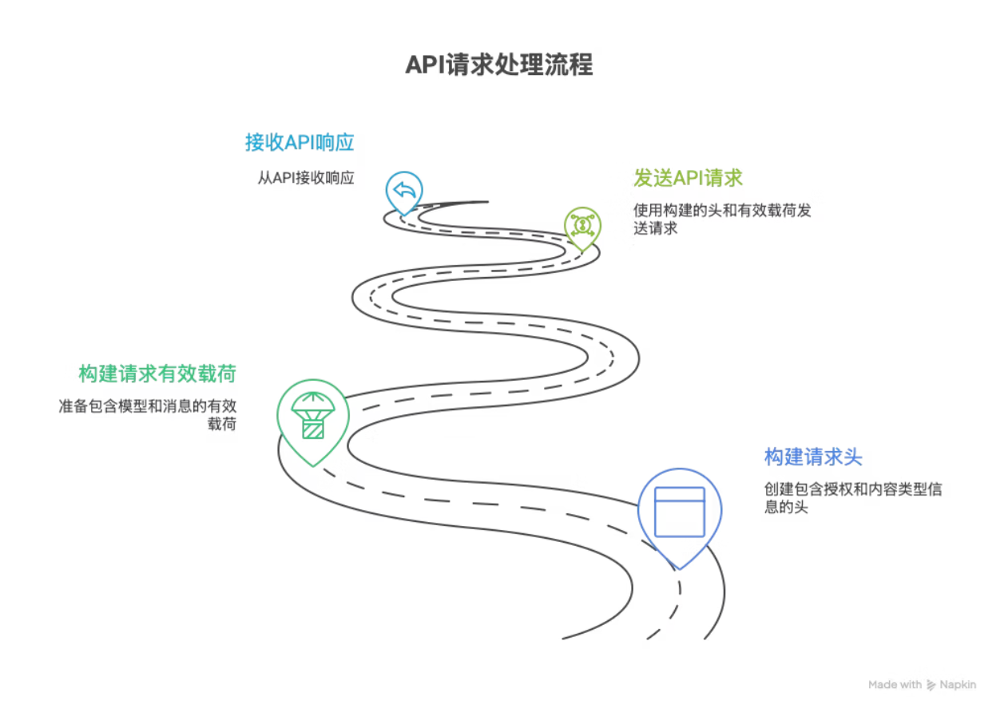 API请求处理流程
接收API响应
从API接收响应
发送API请求
使用构建的头和有效载荷发
送请求
构建请求有效载荷
准备包含模型和消息的有效
载荷
构建请求头
创建包含授权和内容类型信
息的头
Made with Napkin